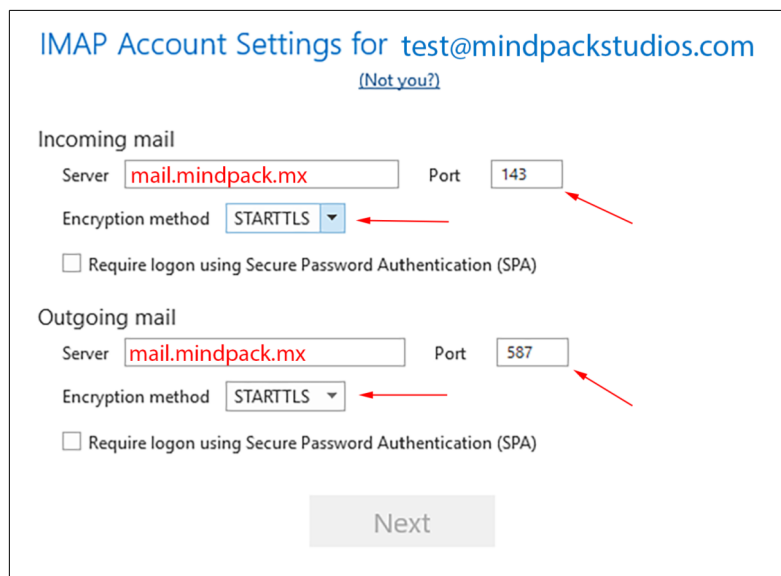 IMAP Account Settings for test@mindpackstudios.com
(Not you?)
Incoming mail
Server mail.mindpack.mx Port 143
Encryption method STARTTLS
Require logon using Secure Password Authentication (SPA)
Outgoing mail
Server mail.mindpack.mx Port 587
Encryption method STARTTLS
Require logon using Secure Password Authentication (SPA)
Next